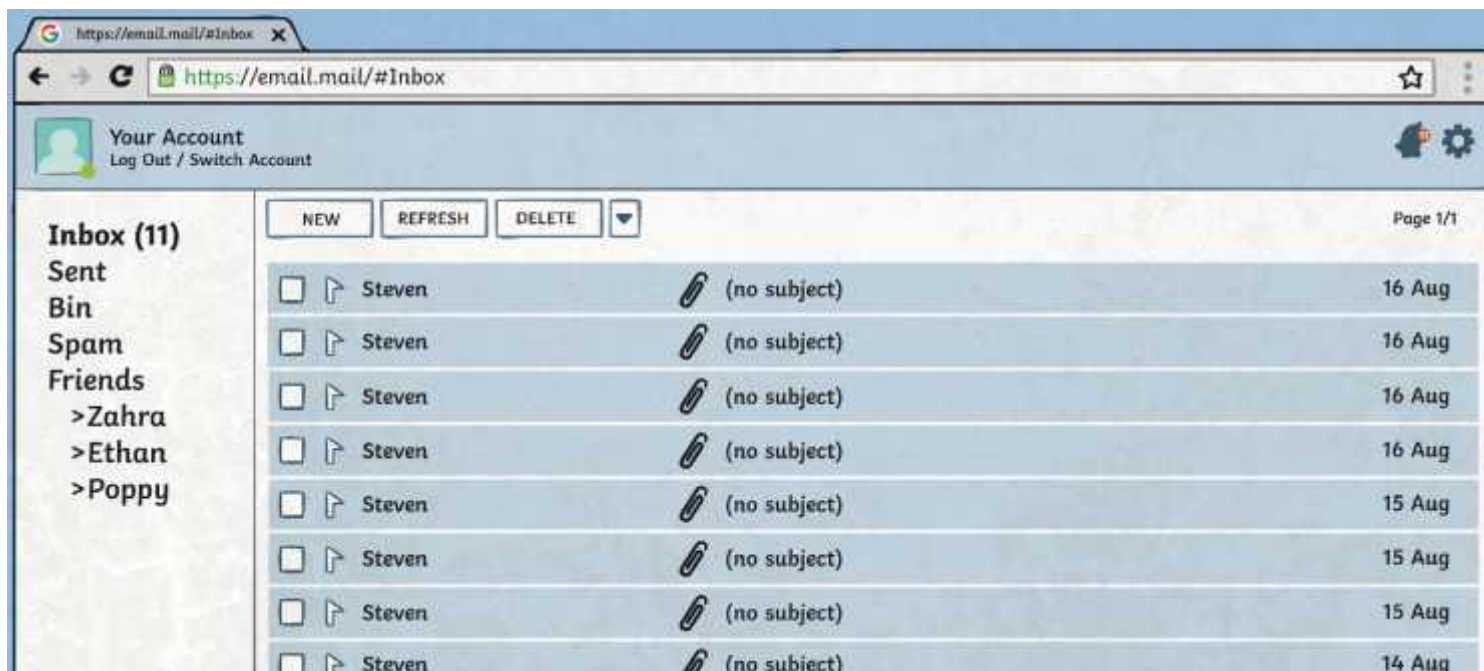 https://email.mail/#Inbox
https://email.mail/#Inbox
Your Account
Log Out / Switch Account
Inbox (11)
Sent
Bin
Spam
Friends
>Zahra
>Ethan
>Poppy
NEW REFRESH DELETE Page 1/1
Steven (no subject) 16 Aug
Steven (no subject) 16 Aug
Steven (no subject) 16 Aug
Steven (no subject) 16 Aug
Steven (no subject) 15 Aug
Steven (no subject) 15 Aug
Steven (no subject) 15 Aug
Steven (no subject) 14 Aug